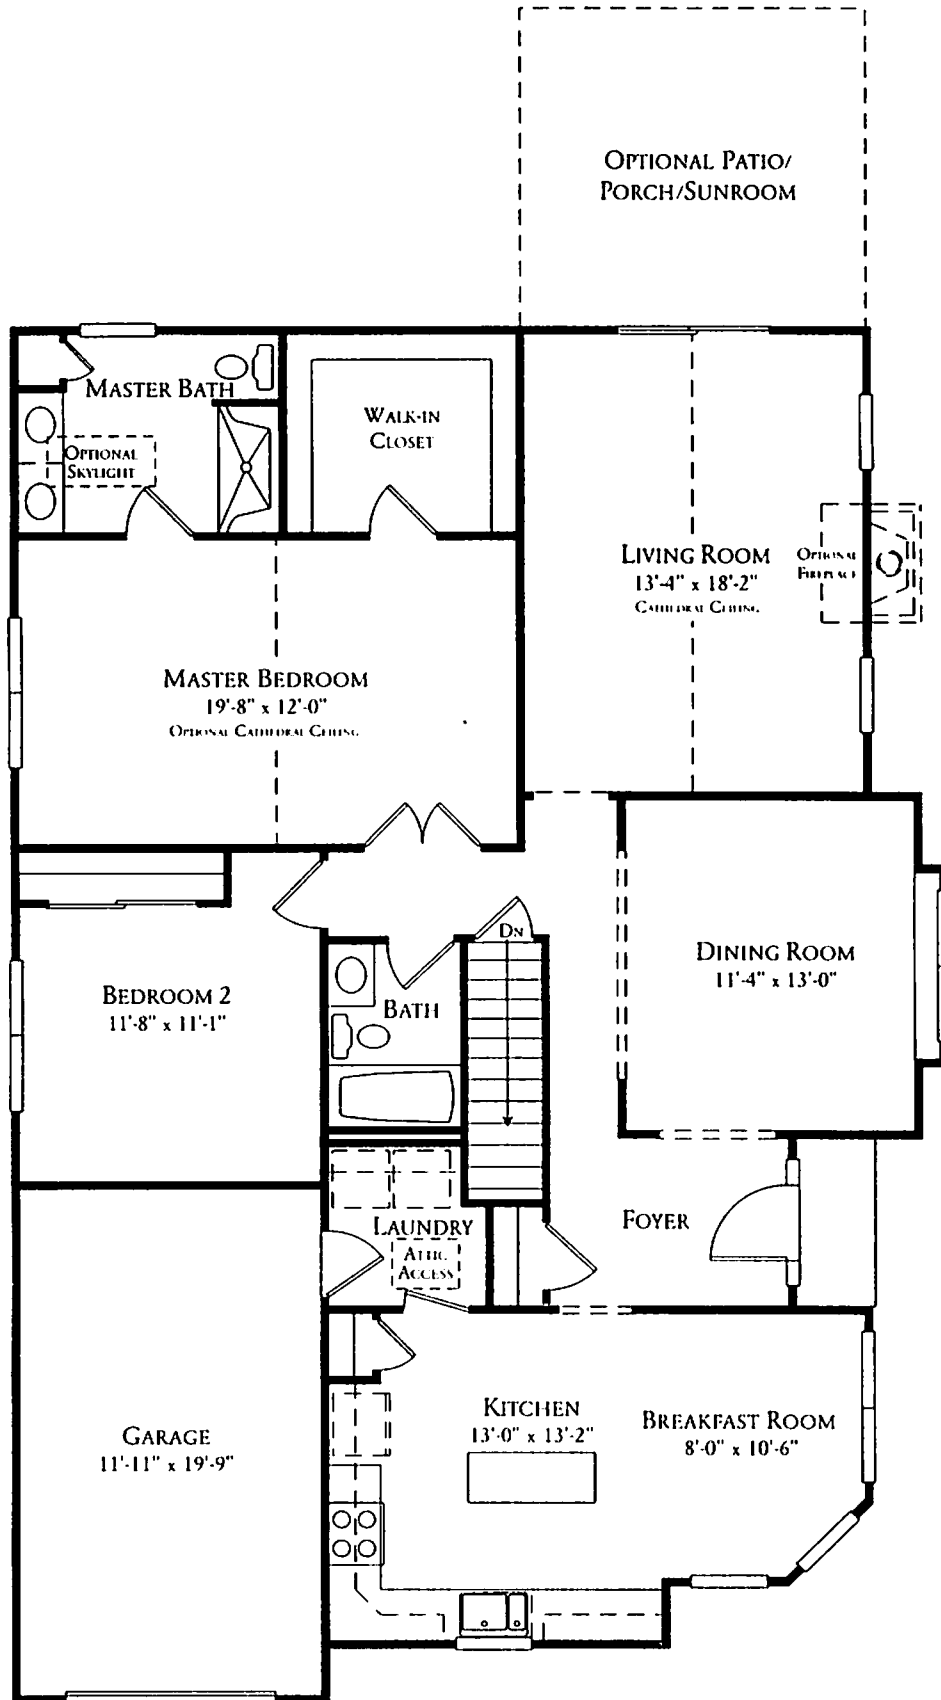 OPTIONAL PATIO/
PORCH/SUNROOM
MASTER BATH
OPTIONAL
SKYLIGHT
WALK-IN
CLOSET
LIVING ROOM
13'-4" x 18'-2"
CATHEDRAL CEILING
OPTIONAL
FIREPLACE
MASTER BEDROOM
19'-8" x 12'-0"
OPTIONAL CATHEDRAL CEILING
DN
DINING ROOM
11'-4" x 13'-0"
BEDROOM 2
11'-8" x 11'-1"
BATH
LAUNDRY
ATTIC
ACCESS
FOYER
KITCHEN
13'-0" x 13'-2"
BREAKFAST ROOM
8'-0" x 10'-6"
GARAGE
11'-11" x 19'-9"